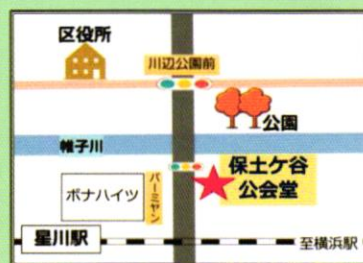 区役所
川辺公園前
公園
帷子川
保土ケ谷
公会堂
ボナハイツ
バーミヤン
星川駅
至横浜駅